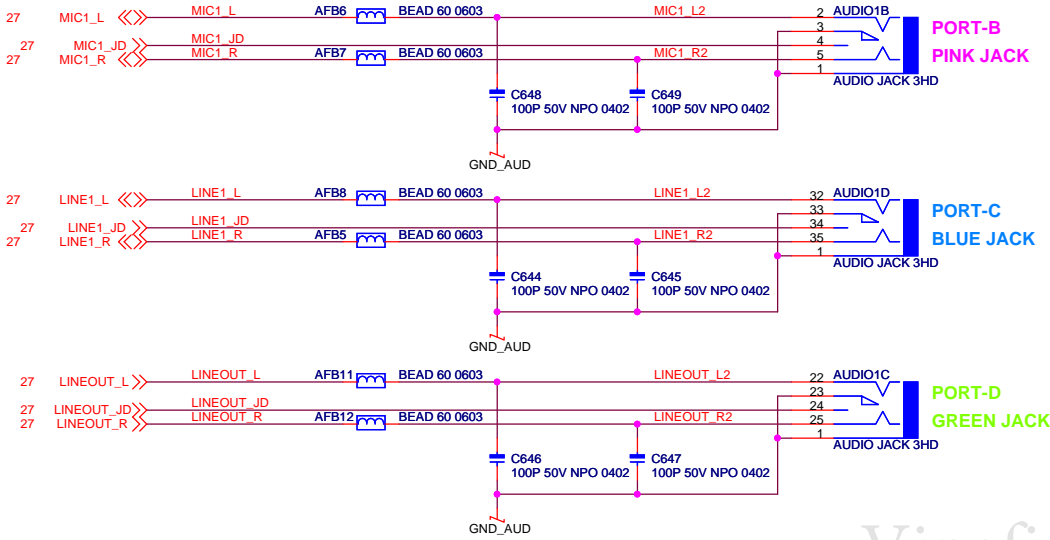 27 MIC1_L MIC1_L AFB6 BEAD 60 0603 MIC1_L2 2 AUDIO1B
3 PORT-B
27 MIC1_JD MIC1_JD 4
27 MIC1_R MIC1_R AFB7 BEAD 60 0603 MIC1_R2 5 PINK JACK
1
AUDIO JACK 3HD
C648 C649
100P 50V NPO 0402 100P 50V NPO 0402
GND_AUD
27 LINE1_L LINE1_L AFB8 BEAD 60 0603 LINE1_L2 32 AUDIO1D
33 PORT-C
27 LINE1_JD LINE1_JD 34
27 LINE1_R LINE1_R AFB5 BEAD 60 0603 LINE1_R2 35 BLUE JACK
1
AUDIO JACK 3HD
C644 C645
100P 50V NPO 0402 100P 50V NPO 0402
GND_AUD
27 LINEOUT_L LINEOUT_L AFB11 BEAD 60 0603 LINEOUT_L2 22 AUDIO1C
23 PORT-D
27 LINEOUT_JD LINEOUT_JD 24
27 LINEOUT_R LINEOUT_R AFB12 BEAD 60 0603 LINEOUT_R2 25 GREEN JACK
1
AUDIO JACK 3HD
C646 C647
100P 50V NPO 0402 100P 50V NPO 0402
GND_AUD